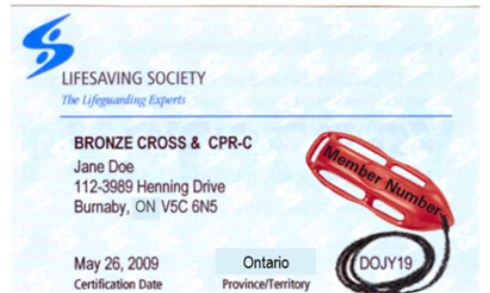 LIFESAVING SOCIETY
The Lifeguarding Experts
BRONZE CROSS & CPR-C
Jane Doe
112-3989 Henning Drive
Burnaby, ON V5C 6N5
Member Number
May 26, 2009
Ontario
DOJY19
Certification Date
Province/Territory